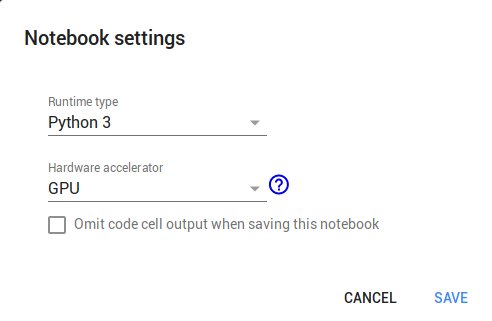 Notebook settings
Runtime type
Python 3
Hardware accelerator
GPU
?
Omit code cell output when saving this notebook
CANCEL SAVE